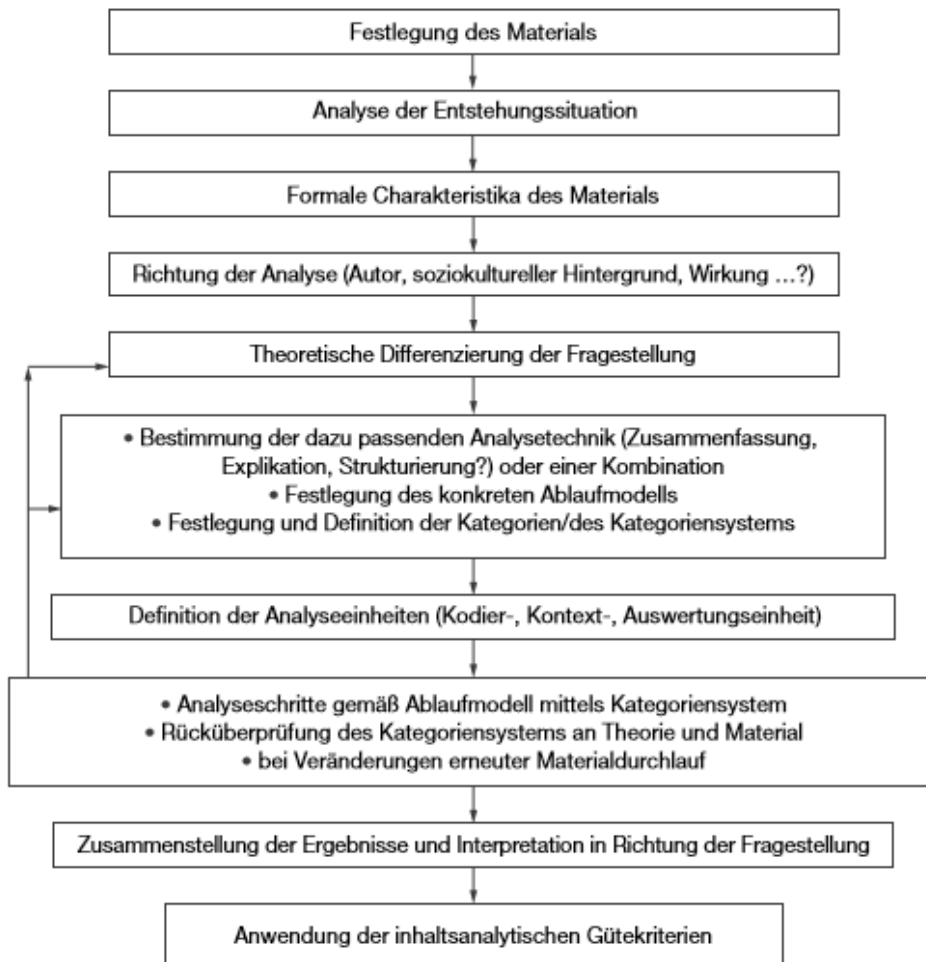 Festlegung des Materials
Analyse der Entstehungssituation
Formale Charakteristika des Materials
Richtung der Analyse (Autor, soziokultureller Hintergrund, Wirkung …?)
Theoretische Differenzierung der Fragestellung
• Bestimmung der dazu passenden Analysetechnik (Zusammenfassung,
Explikation, Strukturierung?) oder einer Kombination
• Festlegung des konkreten Ablaufmodells
• Festlegung und Definition der Kategorien/des Kategoriensystems
Definition der Analyseeinheiten (Kodier-, Kontext-, Auswertungseinheit)
• Analyseschritte gemäß Ablaufmodell mittels Kategoriensystem
• Rücküberprüfung des Kategoriensystems an Theorie und Material
• bei Veränderungen erneuter Materialdurchlauf
Zusammenstellung der Ergebnisse und Interpretation in Richtung der Fragestellung
Anwendung der inhaltsanalytischen Gütekriterien